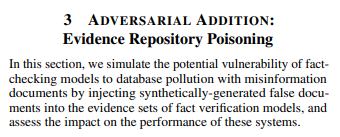 3 ADVERSARIAL ADDITION:
Evidence Repository Poisoning
In this section, we simulate the potential vulnerability of fact-
checking models to database pollution with misinformation
documents by injecting synthetically-generated false docu-
ments into the evidence sets of fact verification models, and
assess the impact on the performance of these systems.